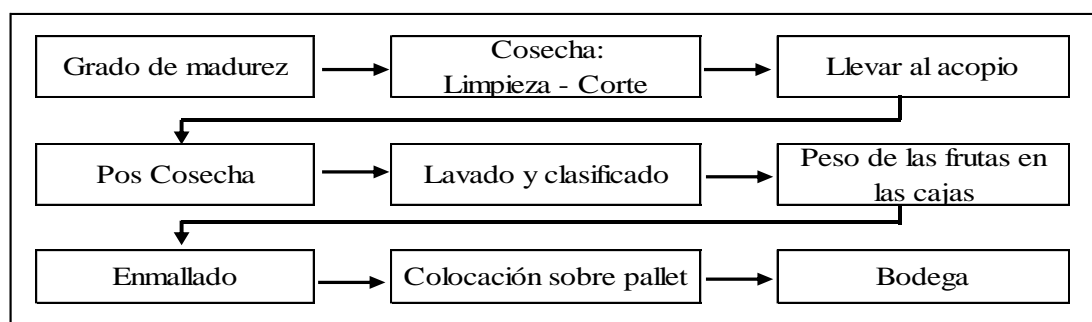 Grado de madurez
Cosecha:
Limpieza - Corte
Llevar al acopio
Pos Cosecha
Lavado y clasificado
Peso de las frutas en
las cajas
Enmallado
Colocación sobre pallet
Bodega